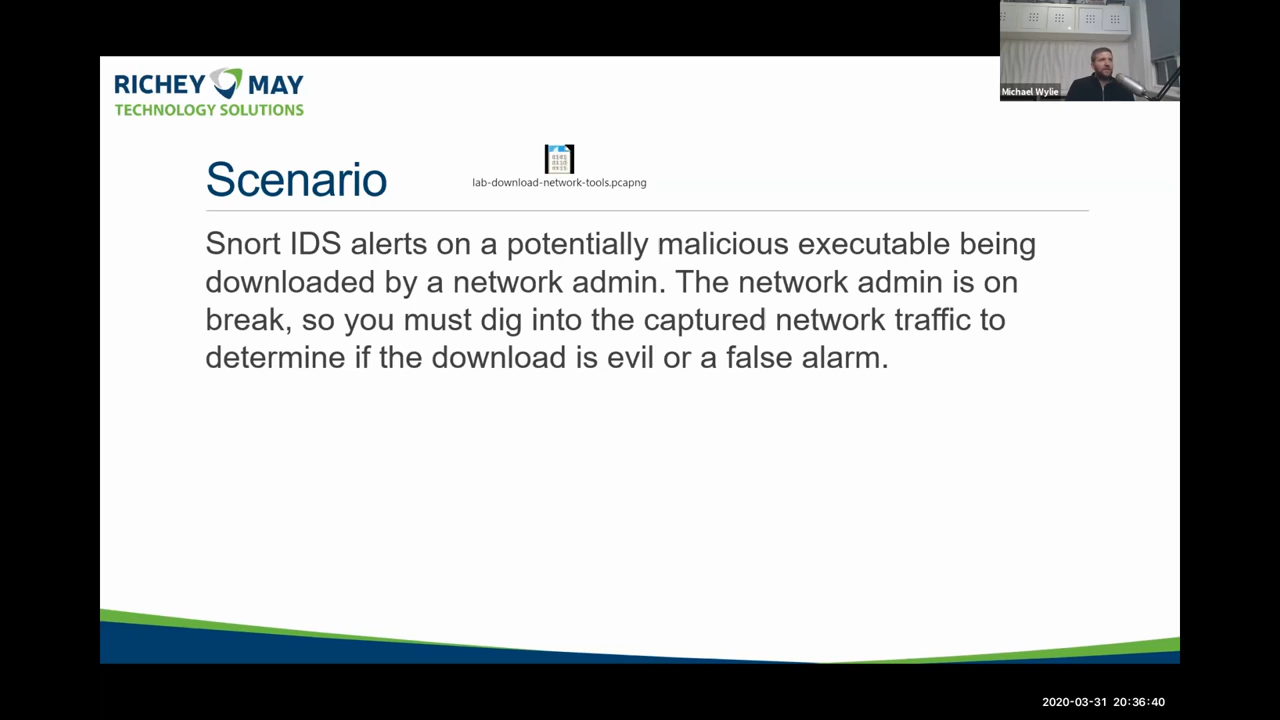 RICHEY MAY
TECHNOLOGY SOLUTIONS
Michael Wylie
Scenario
lab-download-network-tools.pcapng
Snort IDS alerts on a potentially malicious executable being
downloaded by a network admin. The network admin is on
break, so you must dig into the captured network traffic to
determine if the download is evil or a false alarm.
2020-03-31 20:36:40